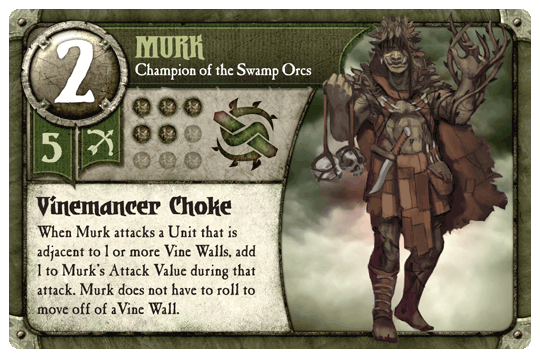 2
MURK
Champion of the Swamp Orcs
5
Vinemancer Choke
When Murk attacks a Unit that is
adjacent to 1 or more Vine Walls, add
1 to Murk's Attack Value during that
attack. Murk does not have to roll to
move off of a Vine Wall.